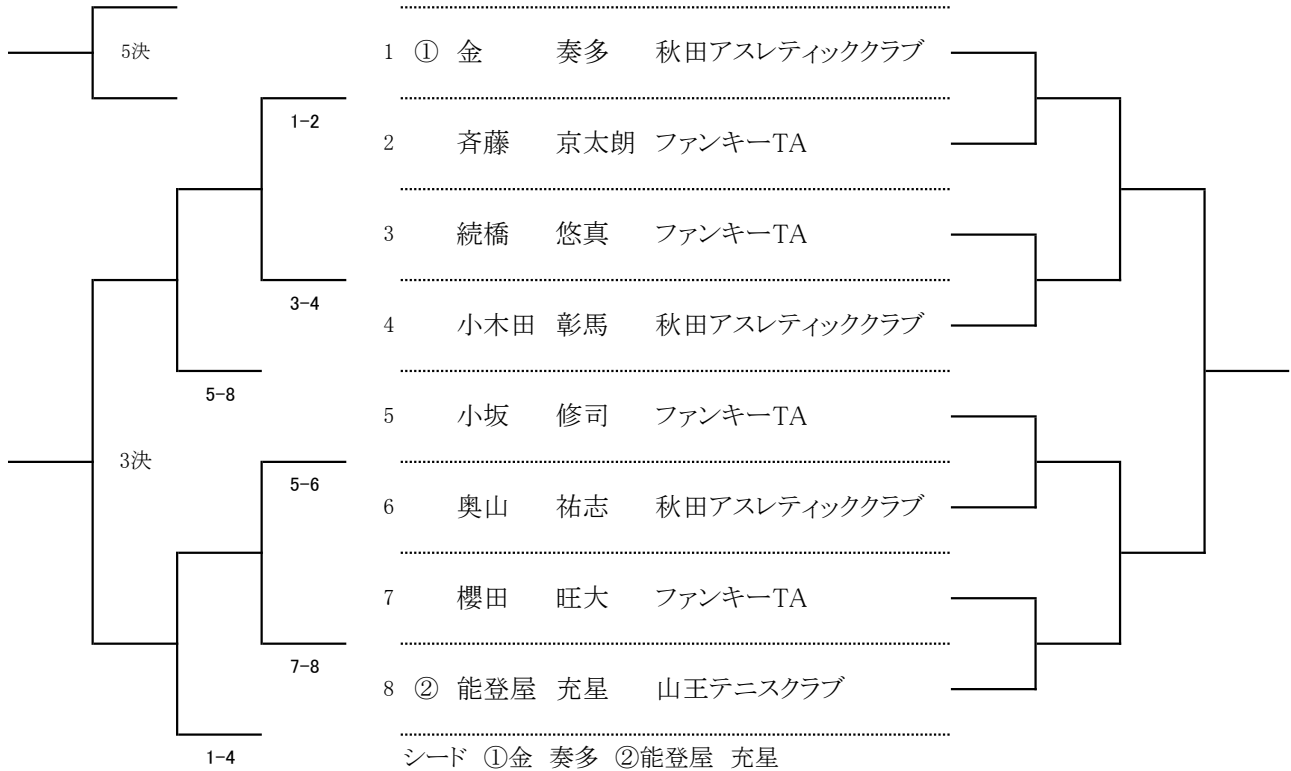 5決
1 ① 金 奏多 秋田アスレティッククラブ
1-2
2 斉藤 京太朗 ファンキーTA
3 続橋 悠真 ファンキーTA
3-4
4 小木田 彰馬 秋田アスレティッククラブ
5-8
5 小坂 修司 ファンキーTA
3決
5-6
6 奥山 祐志 秋田アスレティッククラブ
7 櫻田 旺大 ファンキーTA
7-8
8 ② 能登屋 充星 山王テニスクラブ
1-4
シード ①金 奏多 ②能登屋 充星